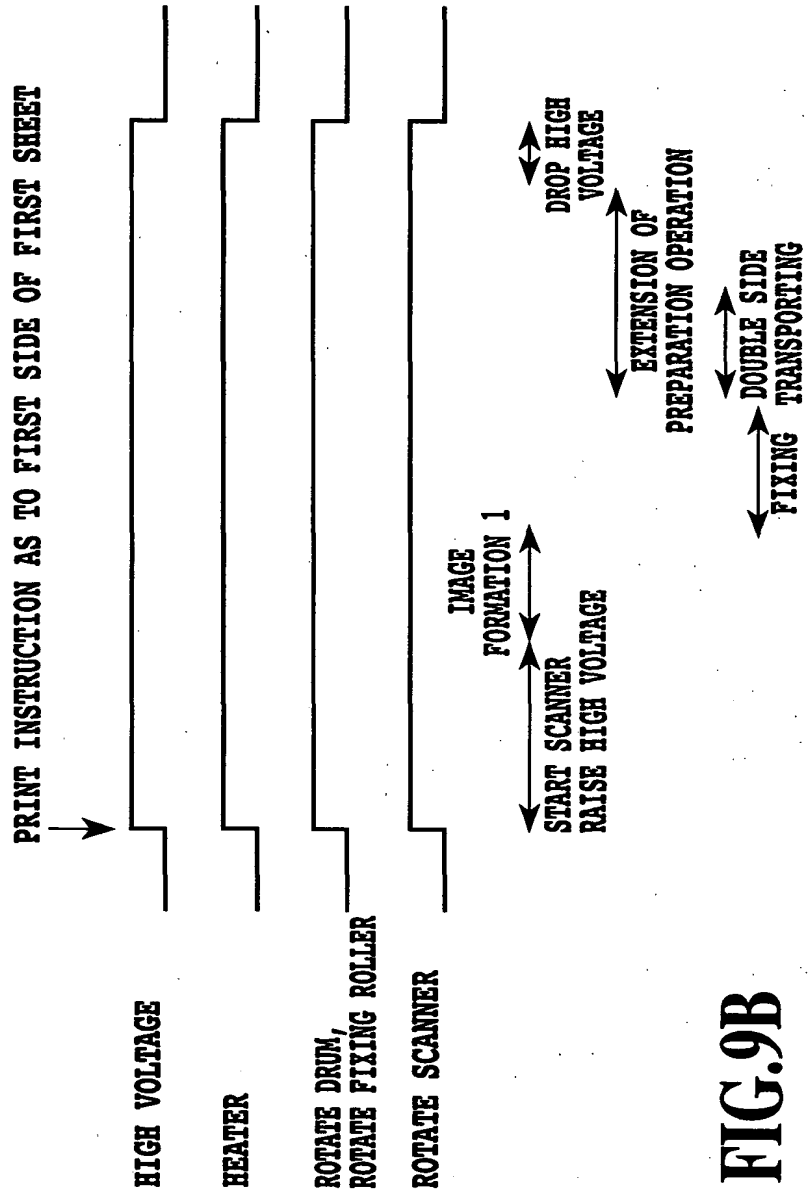 PRINT INSTRUCTION AS TO FIRST SIDE OF FIRST SHEET
HIGH VOLTAGE
HEATER
ROTATE DRUM,
ROTATE FIXING ROLLER
ROTATE SCANNER
IMAGE
FORMATION 1
START SCANNER
RAISE HIGH VOLTAGE
DROP HIGH
VOLTAGE
EXTENSION OF
PREPARATION OPERATION
DOUBLE SIDE
TRANSPORTING
FIXING
FIG.9B